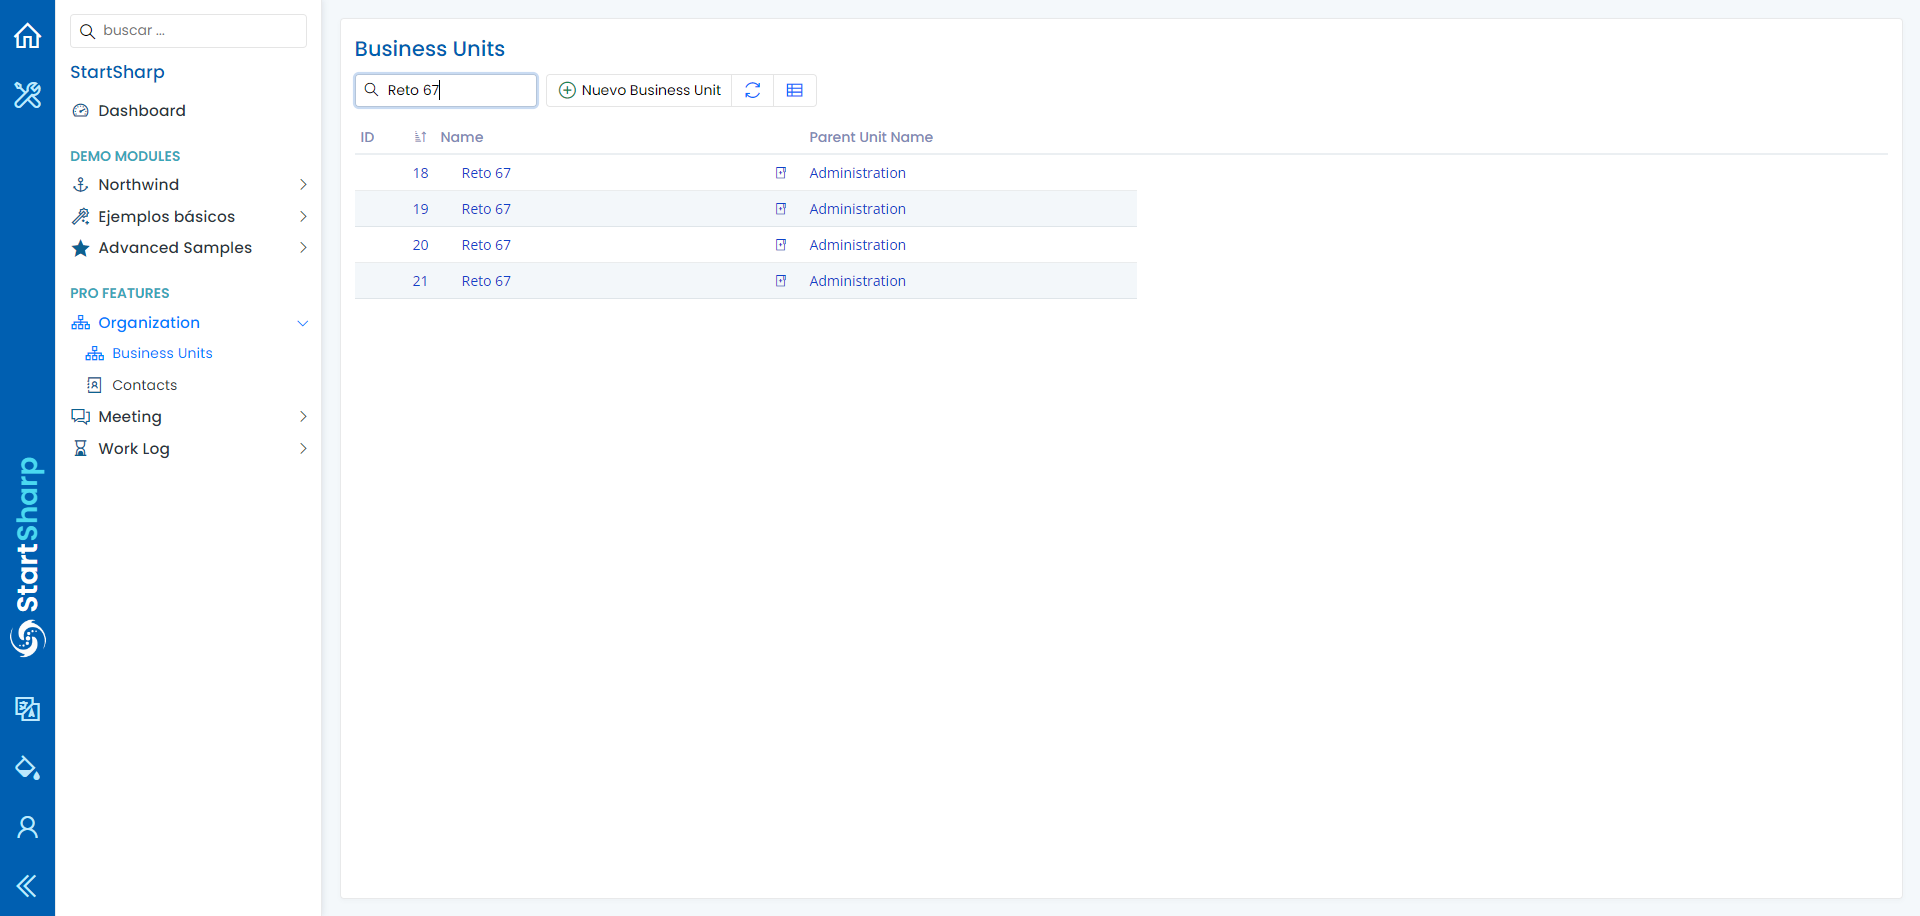 buscar ...
StartSharp
Dashboard
DEMO MODULES
Northwind
Ejemplos básicos
Advanced Samples
PRO FEATURES
Organization
Business Units
Contacts
Meeting
Work Log
StartSharp
Business Units
Reto 67 Nuevo Business Unit
ID Name Parent Unit Name
18 Reto 67 Administration
19 Reto 67 Administration
20 Reto 67 Administration
21 Reto 67 Administration